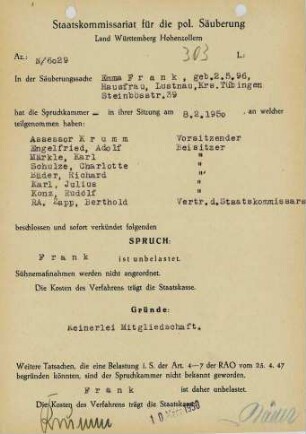 Staatskommissariat für die pol. Säuberung
Land Württemberg Hohenzollern
Az.: N/6029 303 L:
In der Säuberungssache Emma Frank, geb.2.5.96,
Hausfrau, Lustnau,Krs.Tübingen
Steinbösstr.39
hat die Spruchkammer – in ihrer Sitzung am 8.2.1950 , an welcher
teilgenommen haben:
Assessor Krumm Vorsitzender
Engelfried, Adolf Beisitzer
Märkle, Karl "
Schulze, Charlotte "
Müder, Richard "
Karl, Julius "
Konz, Rudolf "
RA. Zupp, Berthold Vertr.d.Staatskommissars
beschlossen und sofort verkündet folgenden
SPRUCH:
Frank
ist unbelastet.
Sühnemaßnahmen werden nicht angeordnet.
Die Kosten des Verfahrens trägt die Staatskasse.
Gründe:
Keinerlei Mitgliedschaft.
Weitere Tatsachen, die eine Belastung i. S. der Art. 4–7 der RAO vom 25. 4. 47
begründen könnten, sind der Spruchkammer nicht bekannt geworden.
Frank ist daher unbelastet.
Die Kosten des Verfahrens trägt die Staatskasse.
Krumm 10. März 1950